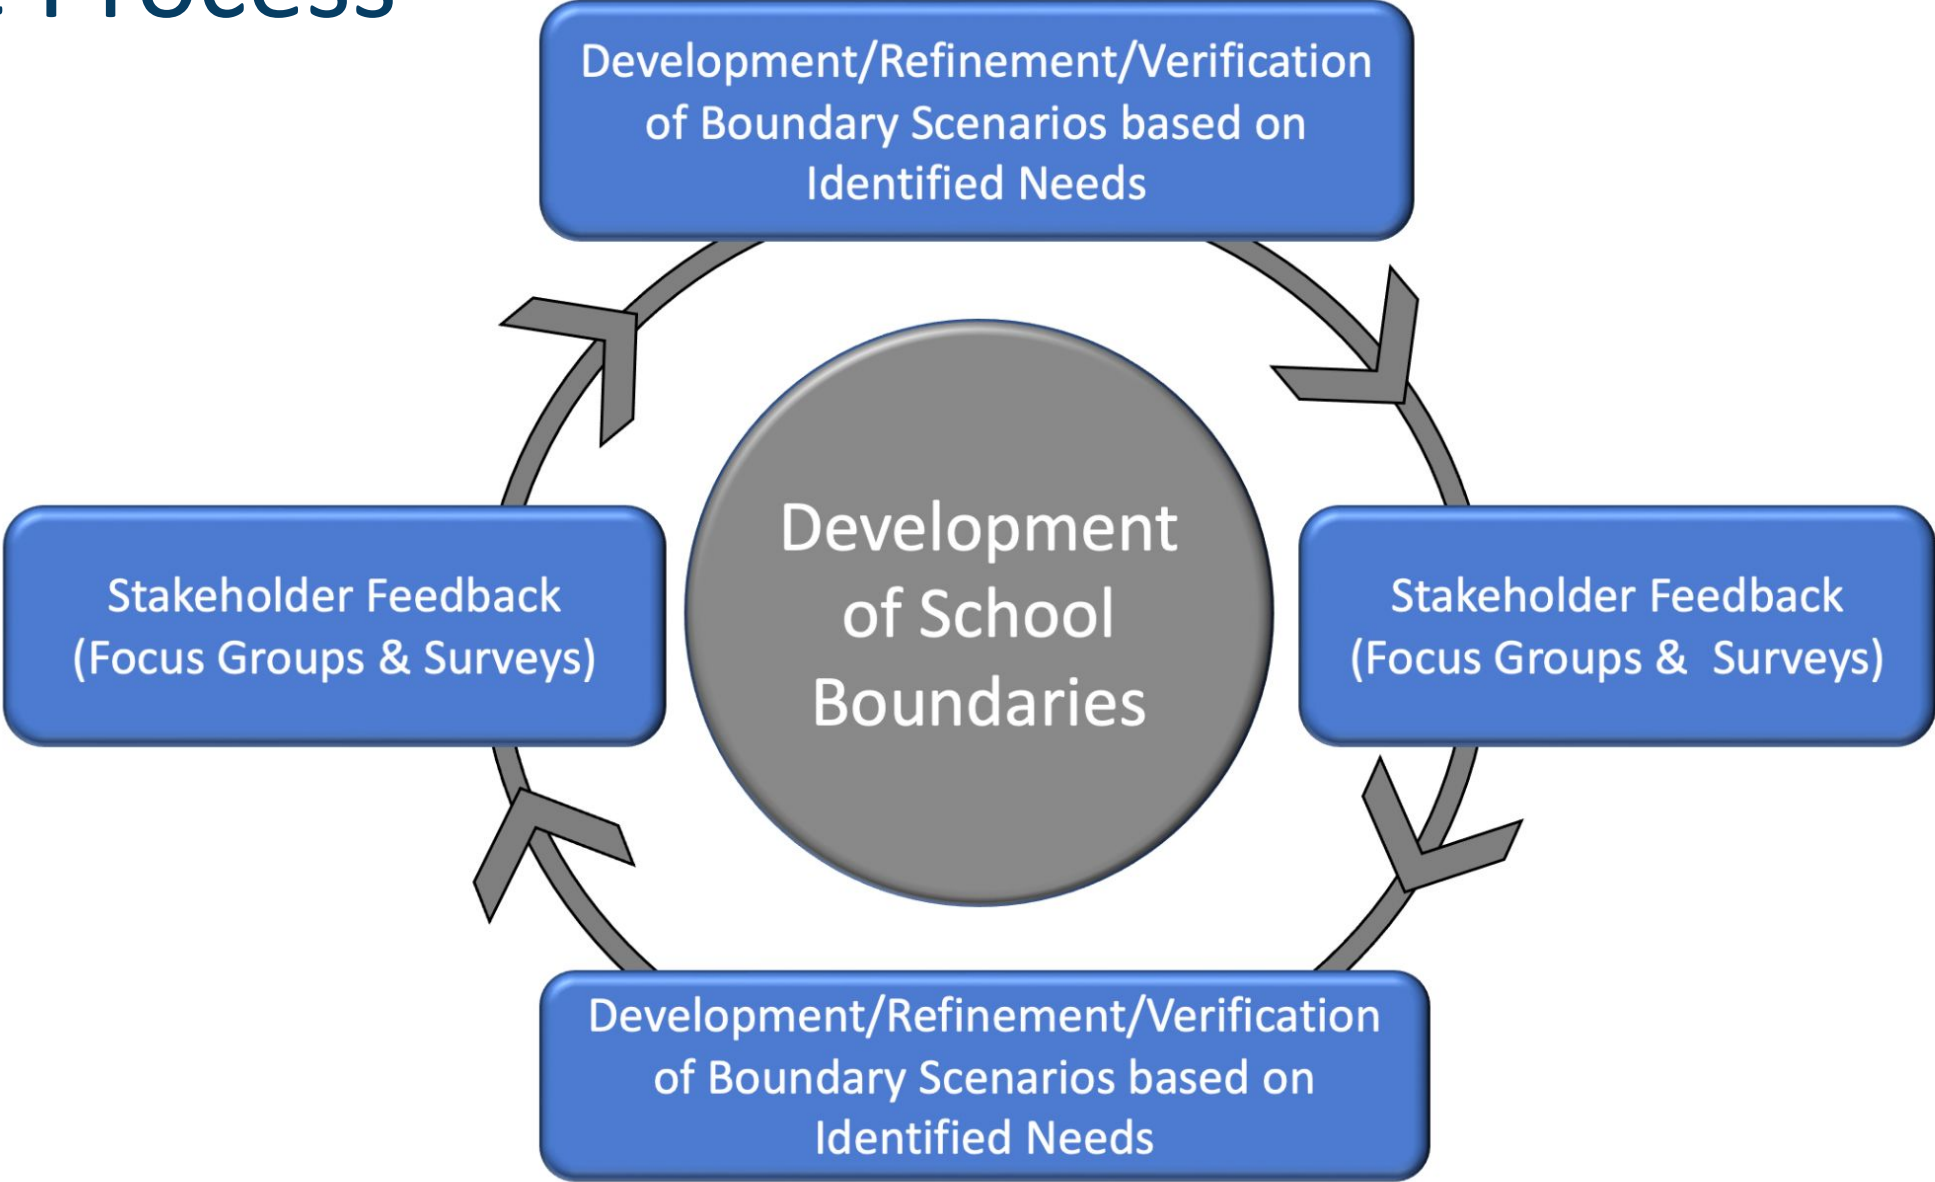 Process
Development/Refinement/Verification
of Boundary Scenarios based on
Identified Needs
Stakeholder Feedback
(Focus Groups & Surveys)
Development
of School
Boundaries
Stakeholder Feedback
(Focus Groups &  Surveys)
Development/Refinement/Verification
of Boundary Scenarios based on
Identified Needs